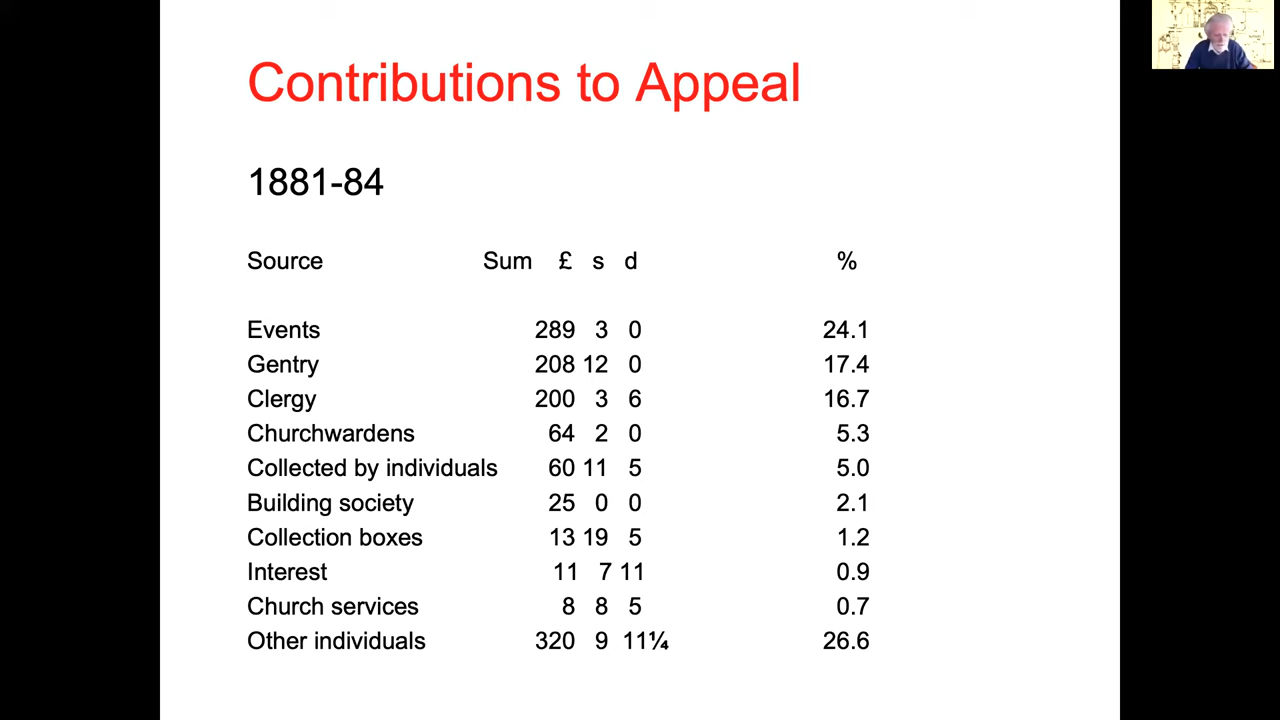 Contributions to Appeal
1881-84
Source Sum £ s d %
Events 289 3 0 24.1
Gentry 208 12 0 17.4
Clergy 200 3 6 16.7
Churchwardens 64 2 0 5.3
Collected by individuals 60 11 5 5.0
Building society 25 0 0 2.1
Collection boxes 13 19 5 1.2
Interest 11 7 11 0.9
Church services 8 8 5 0.7
Other individuals 320 9 11¼ 26.6